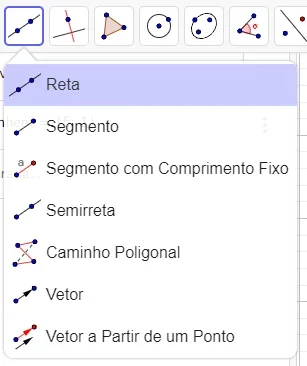 Reta
Segmento
a
Segmento com Comprimento Fixo
Semirreta
Caminho Poligonal
Vetor
Vetor a Partir de um Ponto